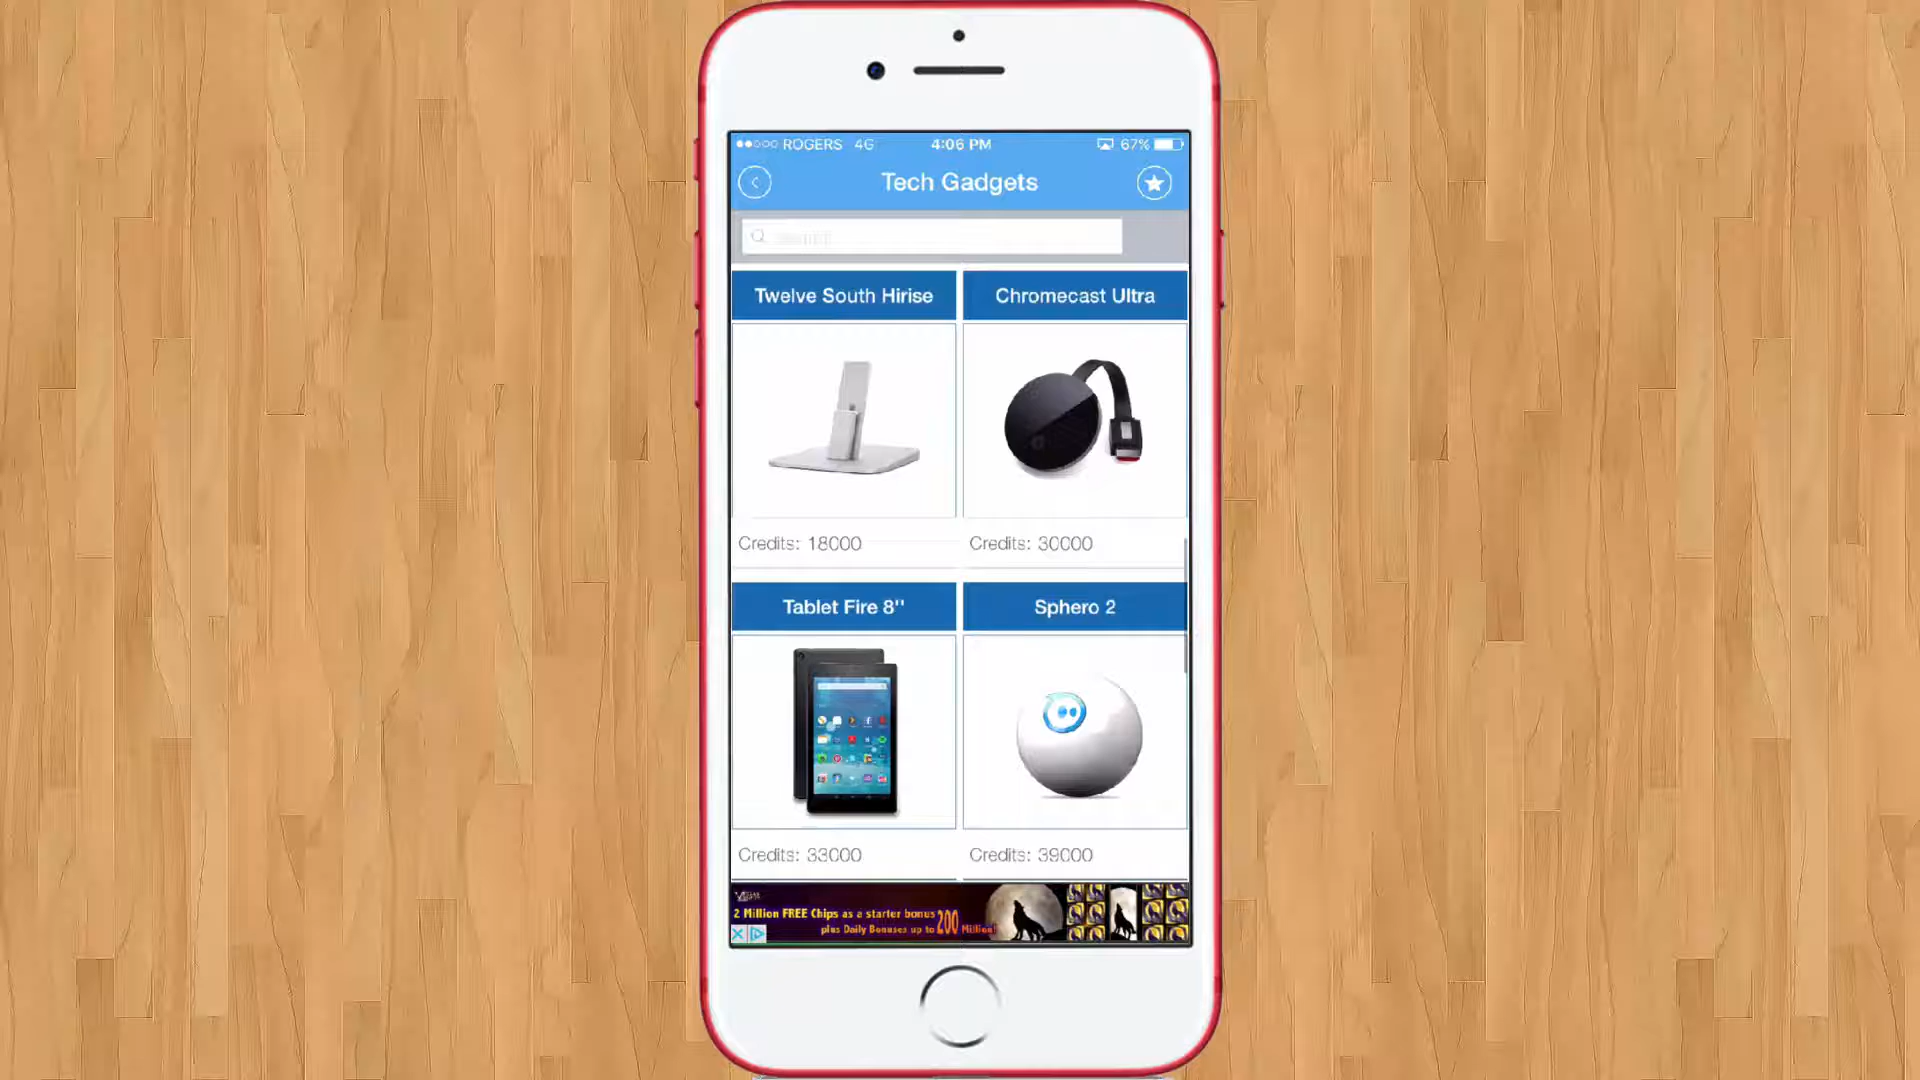 ROGERS 4G 4:06 PM 67%
Tech Gadgets
Twelve South Hirise
Chromecast Ultra
Credits: 18000
Credits: 30000
Tablet Fire 8''
Sphero 2
Credits: 33000
Credits: 39000
2 Million FREE Chips as a starter bonus
plus Daily Bonuses up to 200 Million!